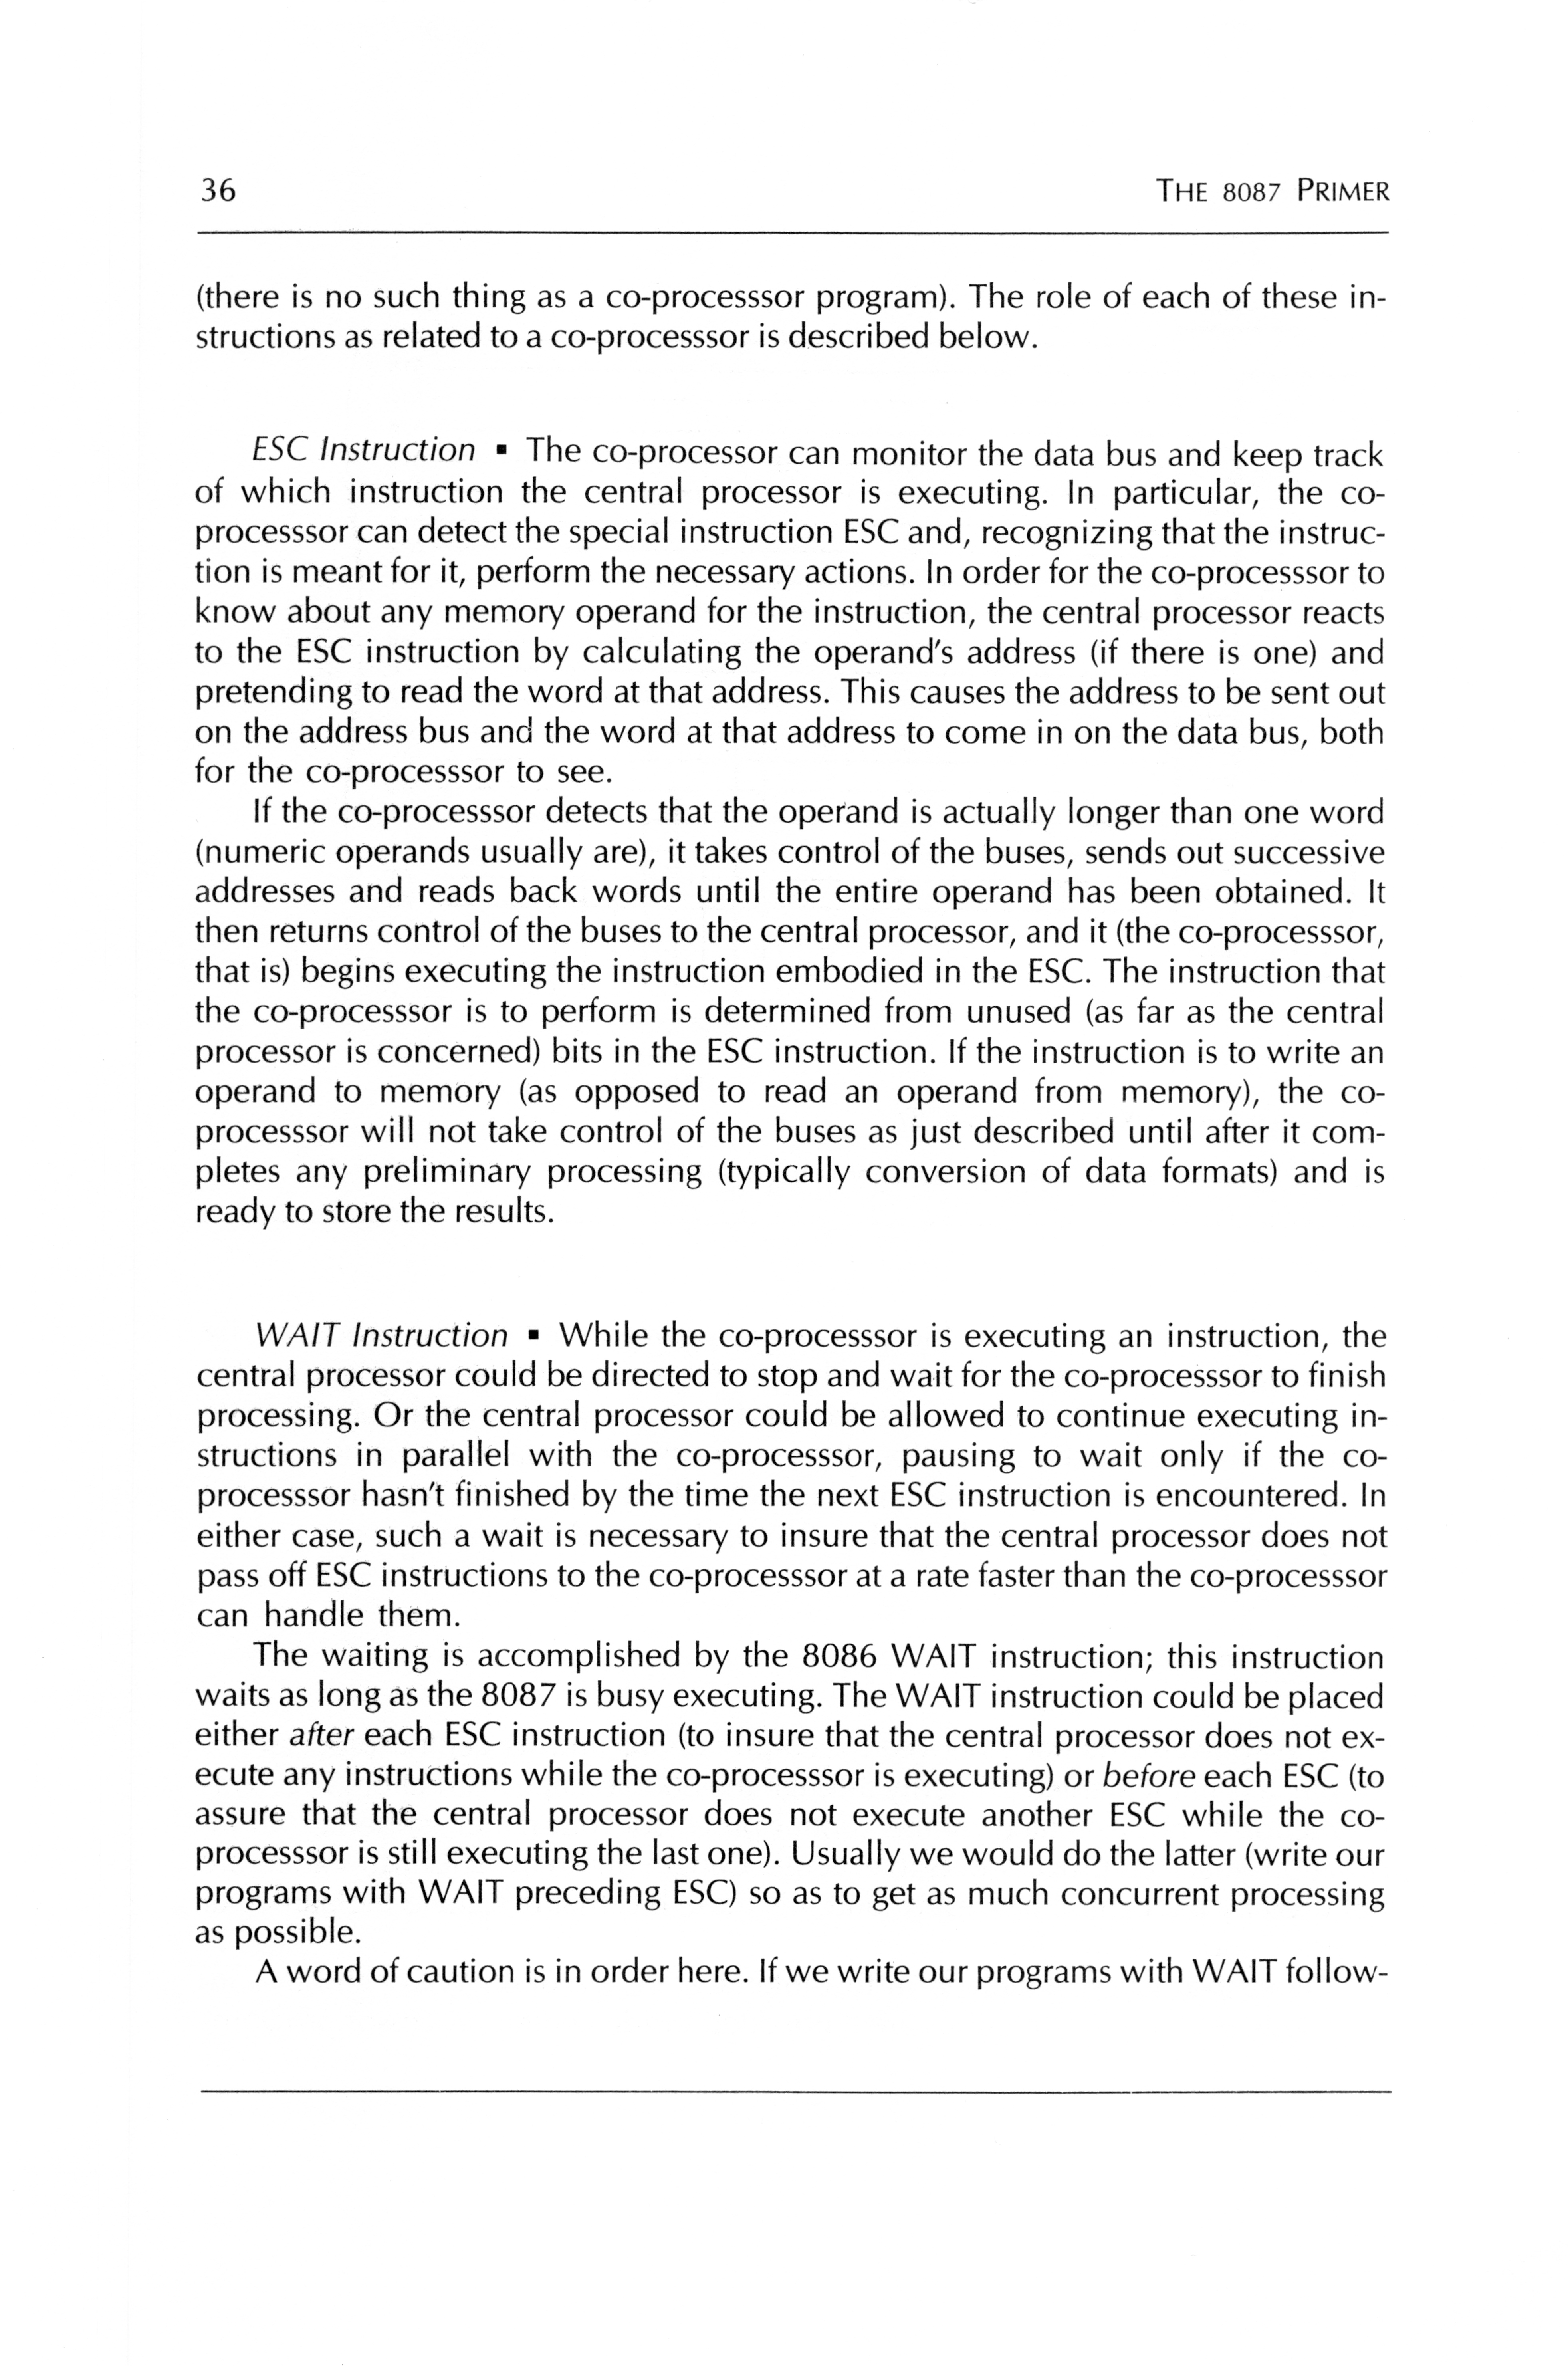 36 THE 8087 PRIMER
(there is no such thing as a co-processsor program). The role of each of these in-
structions as related to a co-processsor is described below.
ESC Instruction ▪ The co-processor can monitor the data bus and keep track
of which instruction the central processor is executing. In particular, the co-
processsor can detect the special instruction ESC and, recognizing that the instruc-
tion is meant for it, perform the necessary actions. In order for the co-processsor to
know about any memory operand for the instruction, the central processor reacts
to the ESC instruction by calculating the operand's address (if there is one) and
pretending to read the word at that address. This causes the address to be sent out
on the address bus and the word at that address to come in on the data bus, both
for the co-processsor to see.
If the co-processsor detects that the operand is actually longer than one word
(numeric operands usually are), it takes control of the buses, sends out successive
addresses and reads back words until the entire operand has been obtained. It
then returns control of the buses to the central processor, and it (the co-processsor,
that is) begins executing the instruction embodied in the ESC. The instruction that
the co-processsor is to perform is determined from unused (as far as the central
processor is concerned) bits in the ESC instruction. If the instruction is to write an
operand to memory (as opposed to read an operand from memory), the co-
processsor will not take control of the buses as just described until after it com-
pletes any preliminary processing (typically conversion of data formats) and is
ready to store the results.
WAIT Instruction ▪ While the co-processsor is executing an instruction, the
central processor could be directed to stop and wait for the co-processsor to finish
processing. Or the central processor could be allowed to continue executing in-
structions in parallel with the co-processsor, pausing to wait only if the co-
processsor hasn't finished by the time the next ESC instruction is encountered. In
either case, such a wait is necessary to insure that the central processor does not
pass off ESC instructions to the co-processsor at a rate faster than the co-processsor
can handle them.
The waiting is accomplished by the 8086 WAIT instruction; this instruction
waits as long as the 8087 is busy executing. The WAIT instruction could be placed
either after each ESC instruction (to insure that the central processor does not ex-
ecute any instructions while the co-processsor is executing) or before each ESC (to
assure that the central processor does not execute another ESC while the co-
processsor is still executing the last one). Usually we would do the latter (write our
programs with WAIT preceding ESC) so as to get as much concurrent processing
as possible.
A word of caution is in order here. If we write our programs with WAIT follow-